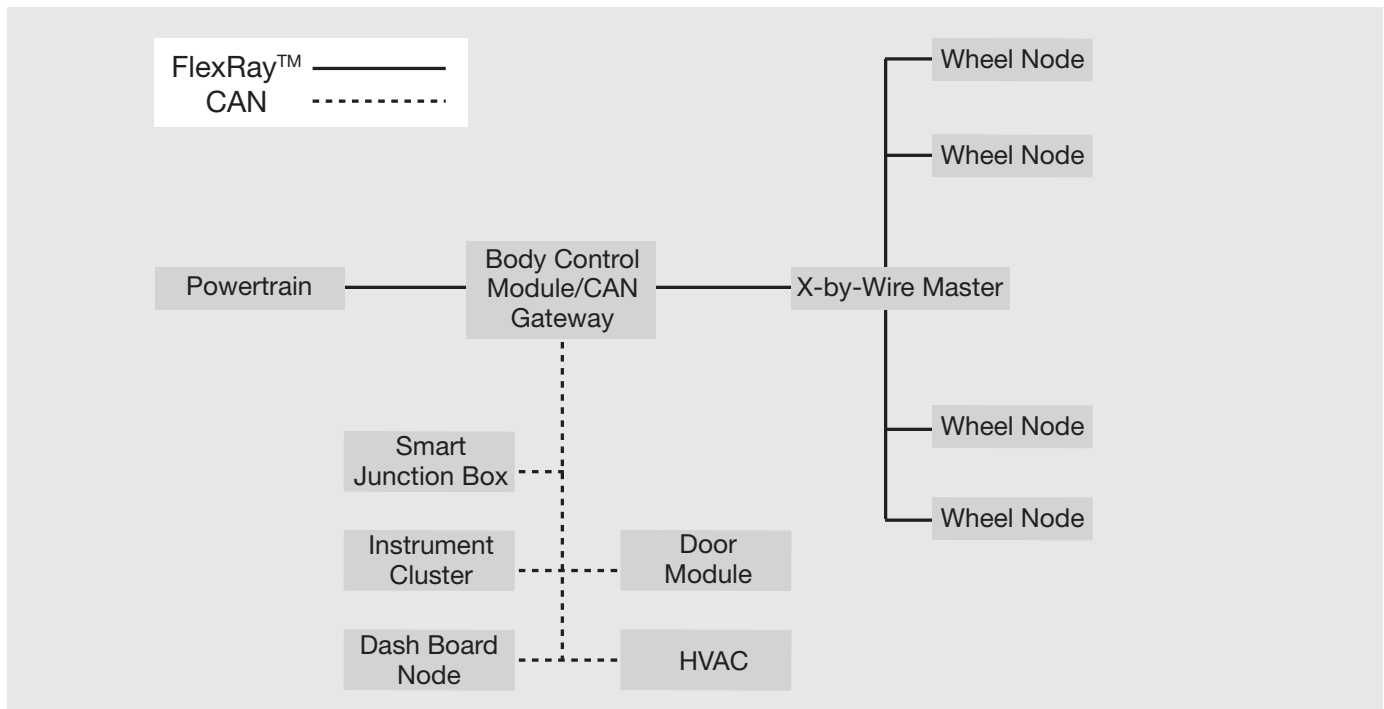 FlexRay™
CAN
Wheel Node
Wheel Node
Powertrain
Body Control
Module/CAN
Gateway
X-by-Wire Master
Wheel Node
Wheel Node
Smart
Junction Box
Instrument
Cluster
Door
Module
Dash Board
Node
HVAC